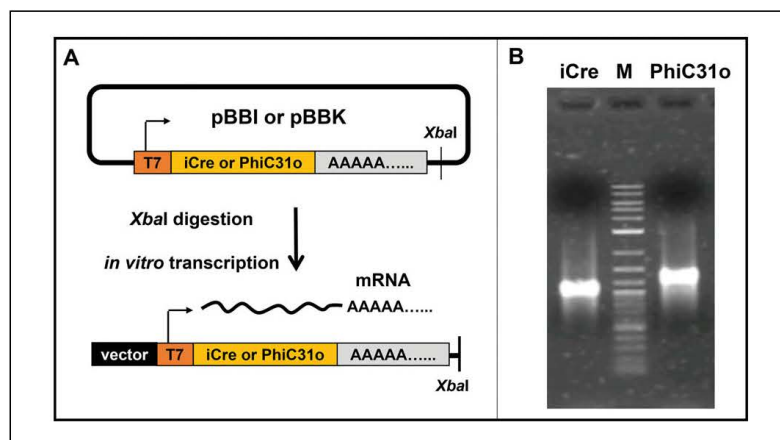 A
pBBI or pBBK
XbaI
T7 iCre or PhiC31o AAAAA…...
XbaI digestion
in vitro transcription
mRNA
AAAAA…...
vector T7 iCre or PhiC31o AAAAA…...
XbaI
B
iCre M PhiC31o